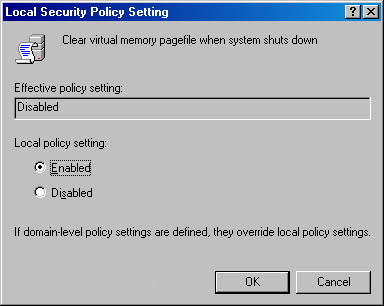 Local Security Policy Setting
Clear virtual memory pagefile when system shuts down
Effective policy setting:
Disabled
Local policy setting:
Enabled
Disabled
If domain-level policy settings are defined, they override local policy settings.
OK Cancel